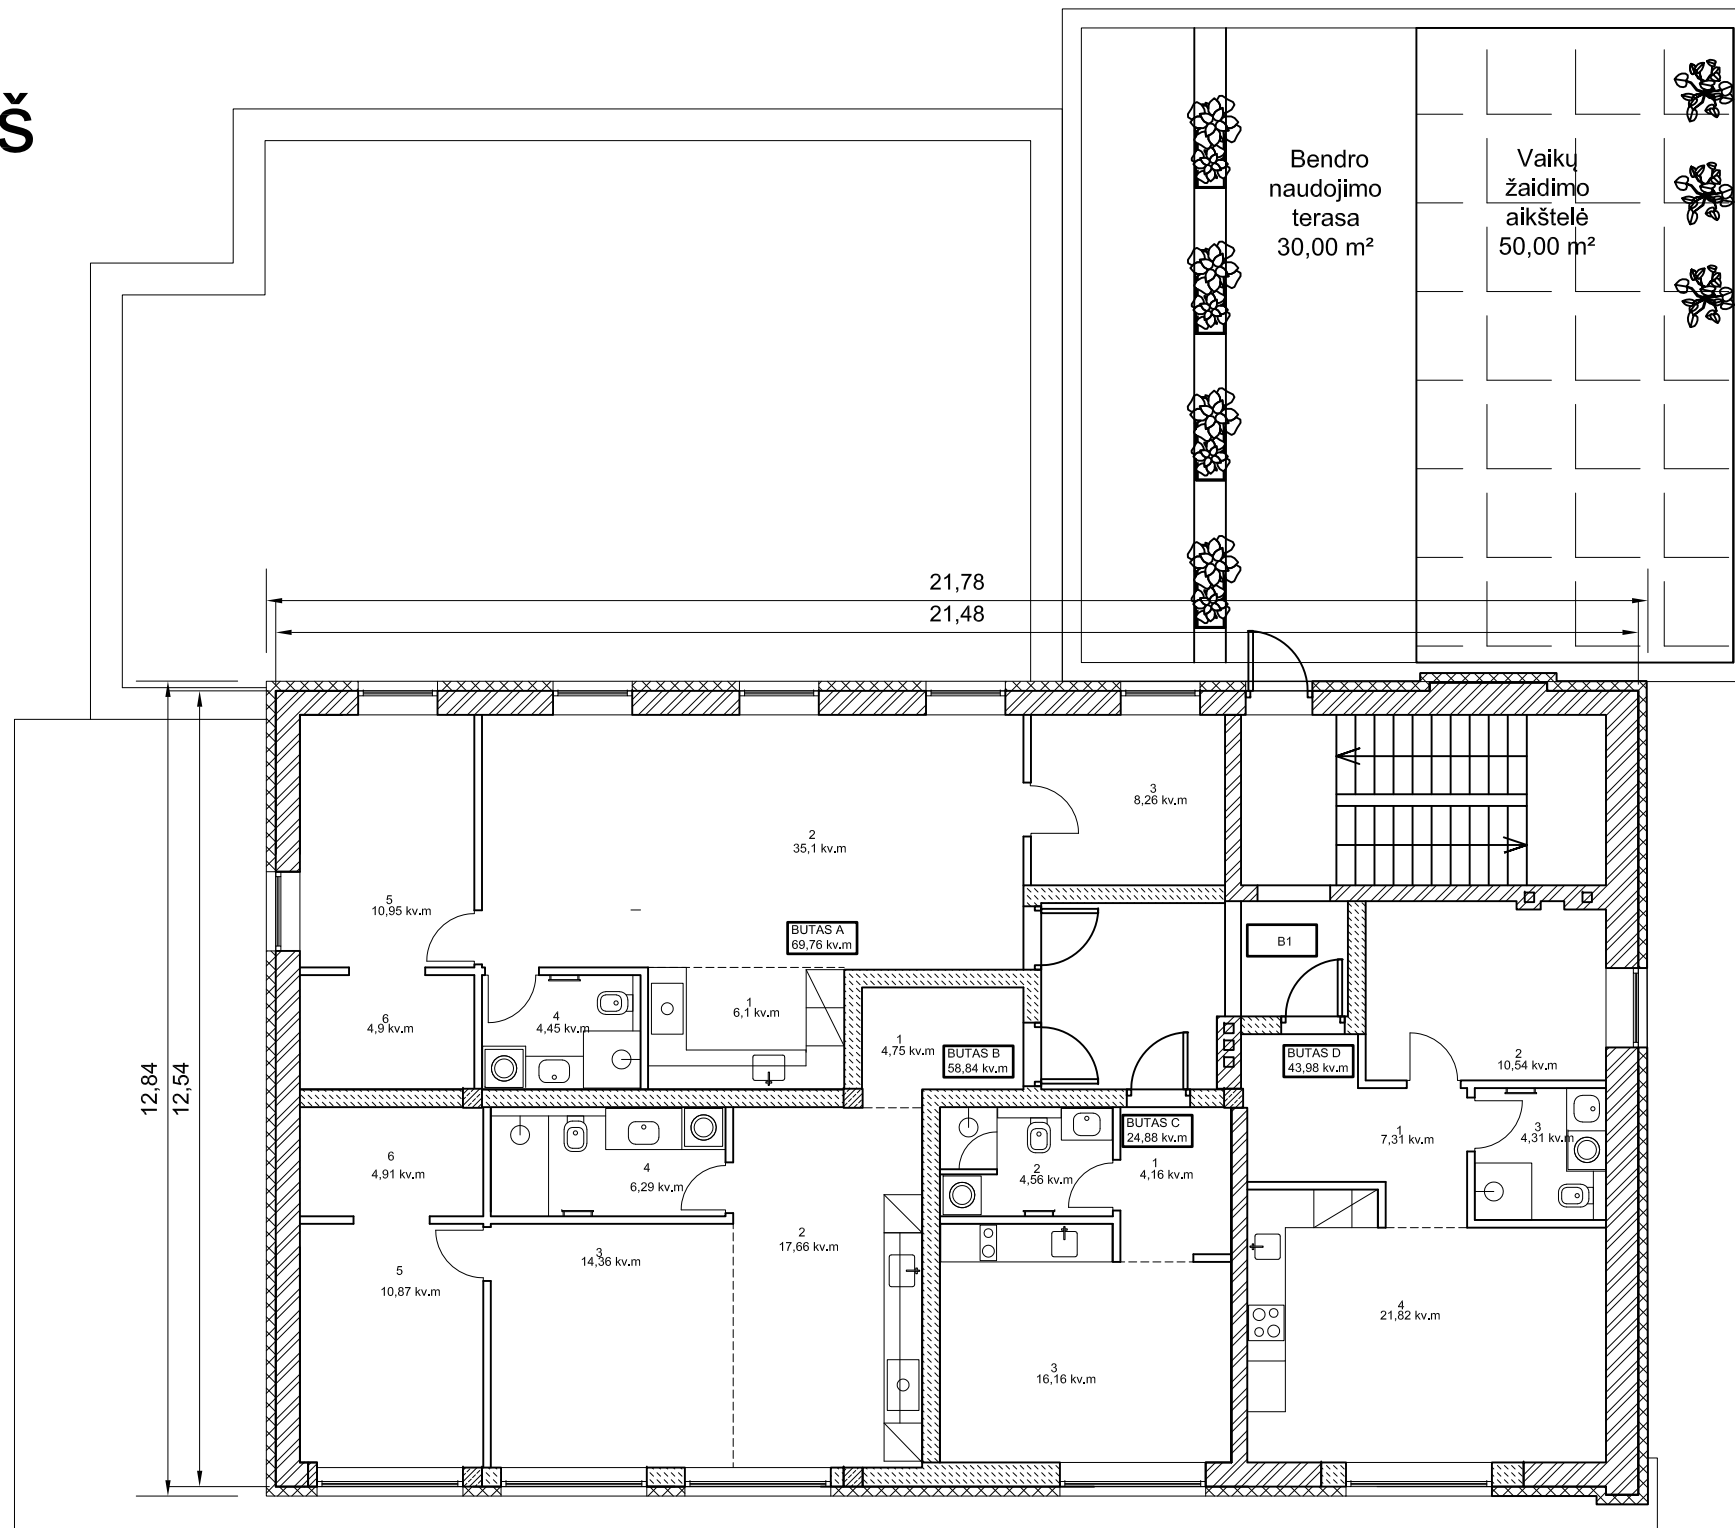 Š
Bendro
naudojimo
terasa
30,00 m²
Vaikų
žaidimo
aikštelė
50,00 m²
21,78
21,48
12,84
12,54
3
8,26 kv.m
2
35,1 kv.m
5
10,95 kv.m
BUTAS A
69,76 kv.m
B1
6
4,9 kv.m
4
4,45 kv.m
1
6,1 kv.m
1
4,75 kv.m
BUTAS B
58,84 kv.m
BUTAS D
43,98 kv.m
2
10,54 kv.m
6
4,91 kv.m
4
6,29 kv.m
2
4,56 kv.m
BUTAS C
24,88 kv.m
1
4,16 kv.m
1
7,31 kv.m
3
4,31 kv.m
5
10,87 kv.m
3
14,36 kv.m
2
17,66 kv.m
3
16,16 kv.m
4
21,82 kv.m